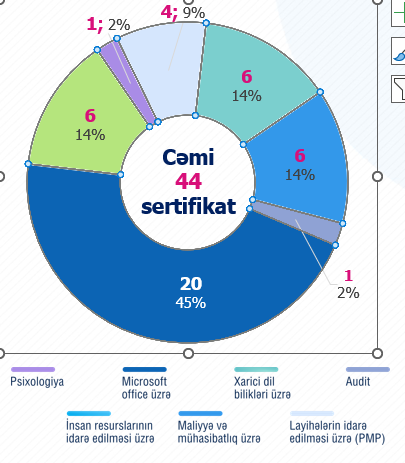 1; 2%
4; 9%
6
14%
6
14%
6
14%
Cəmi
44
sertifikat
1
2%
20
45%
Psixologiya
Microsoft
office üzrə
Xarici dil
bilikləri üzrə
Audit
İnsan resurslarının
idarə edilməsi üzrə
Maliyyə və
mühasibatlıq üzrə
Layihələrin idarə
edilməsi üzrə (PMP)